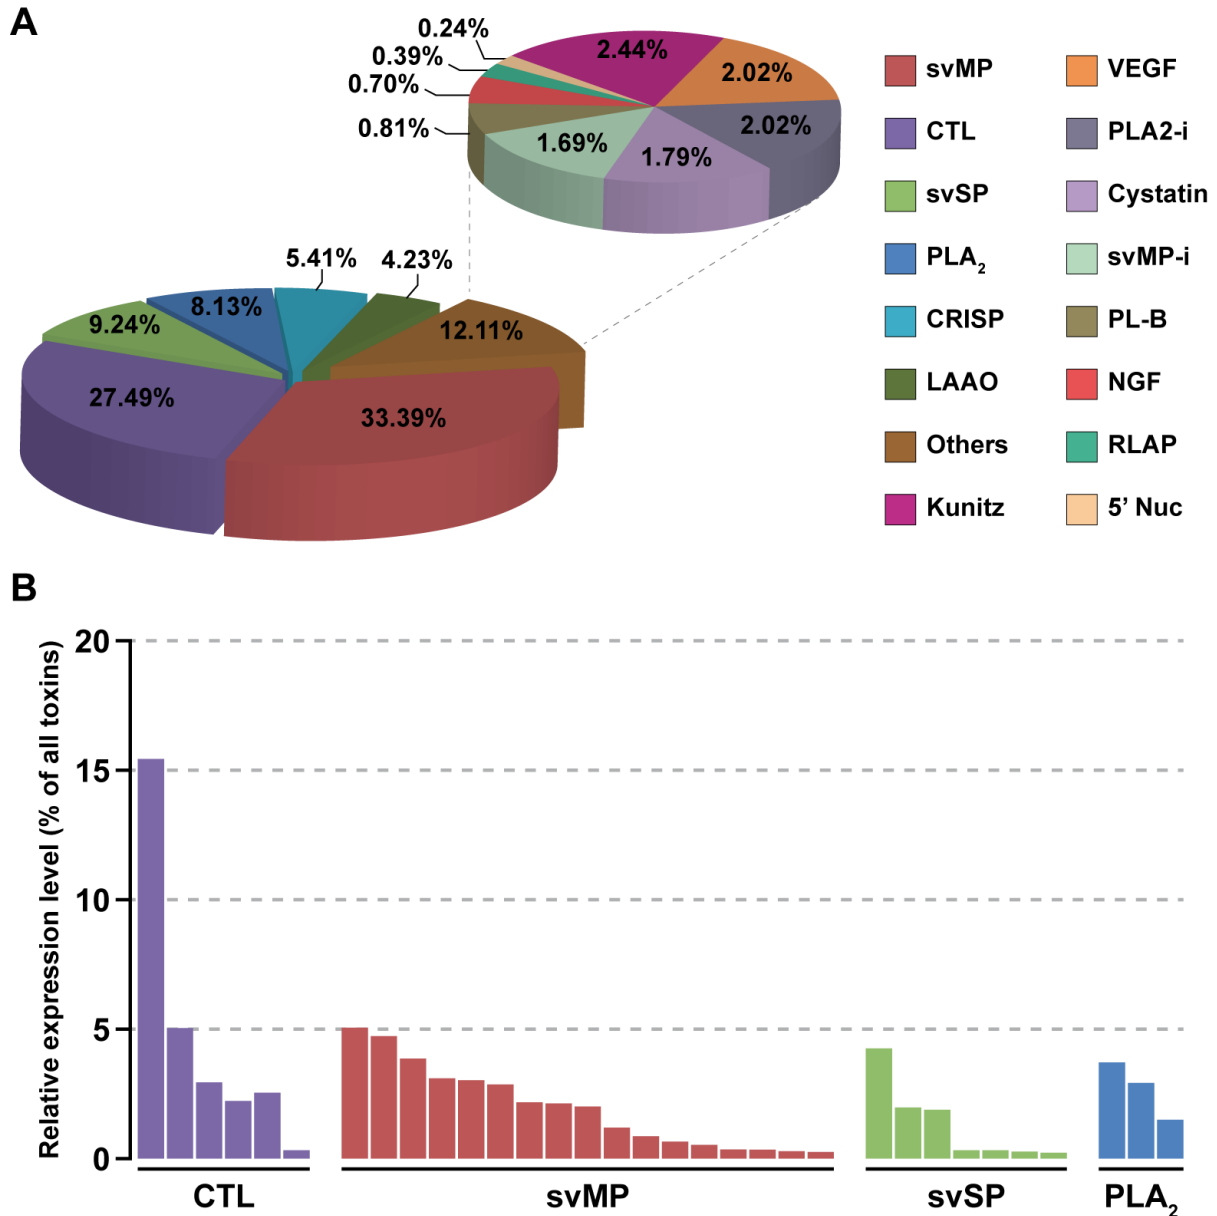 A
0.24%
0.39%
0.70%
0.81%
2.44%
2.02%
2.02%
1.79%
1.69%
5.41%
4.23%
8.13%
9.24%
12.11%
27.49%
33.39%
svMP
VEGF
CTL
PLA2-i
svSP
Cystatin
PLA₂
svMP-i
CRISP
PL-B
LAAO
NGF
Others
RLAP
Kunitz
5’ Nuc
B
Relative expression level (% of all toxins)
20
15
10
5
0
CTL
svMP
svSP
PLA₂